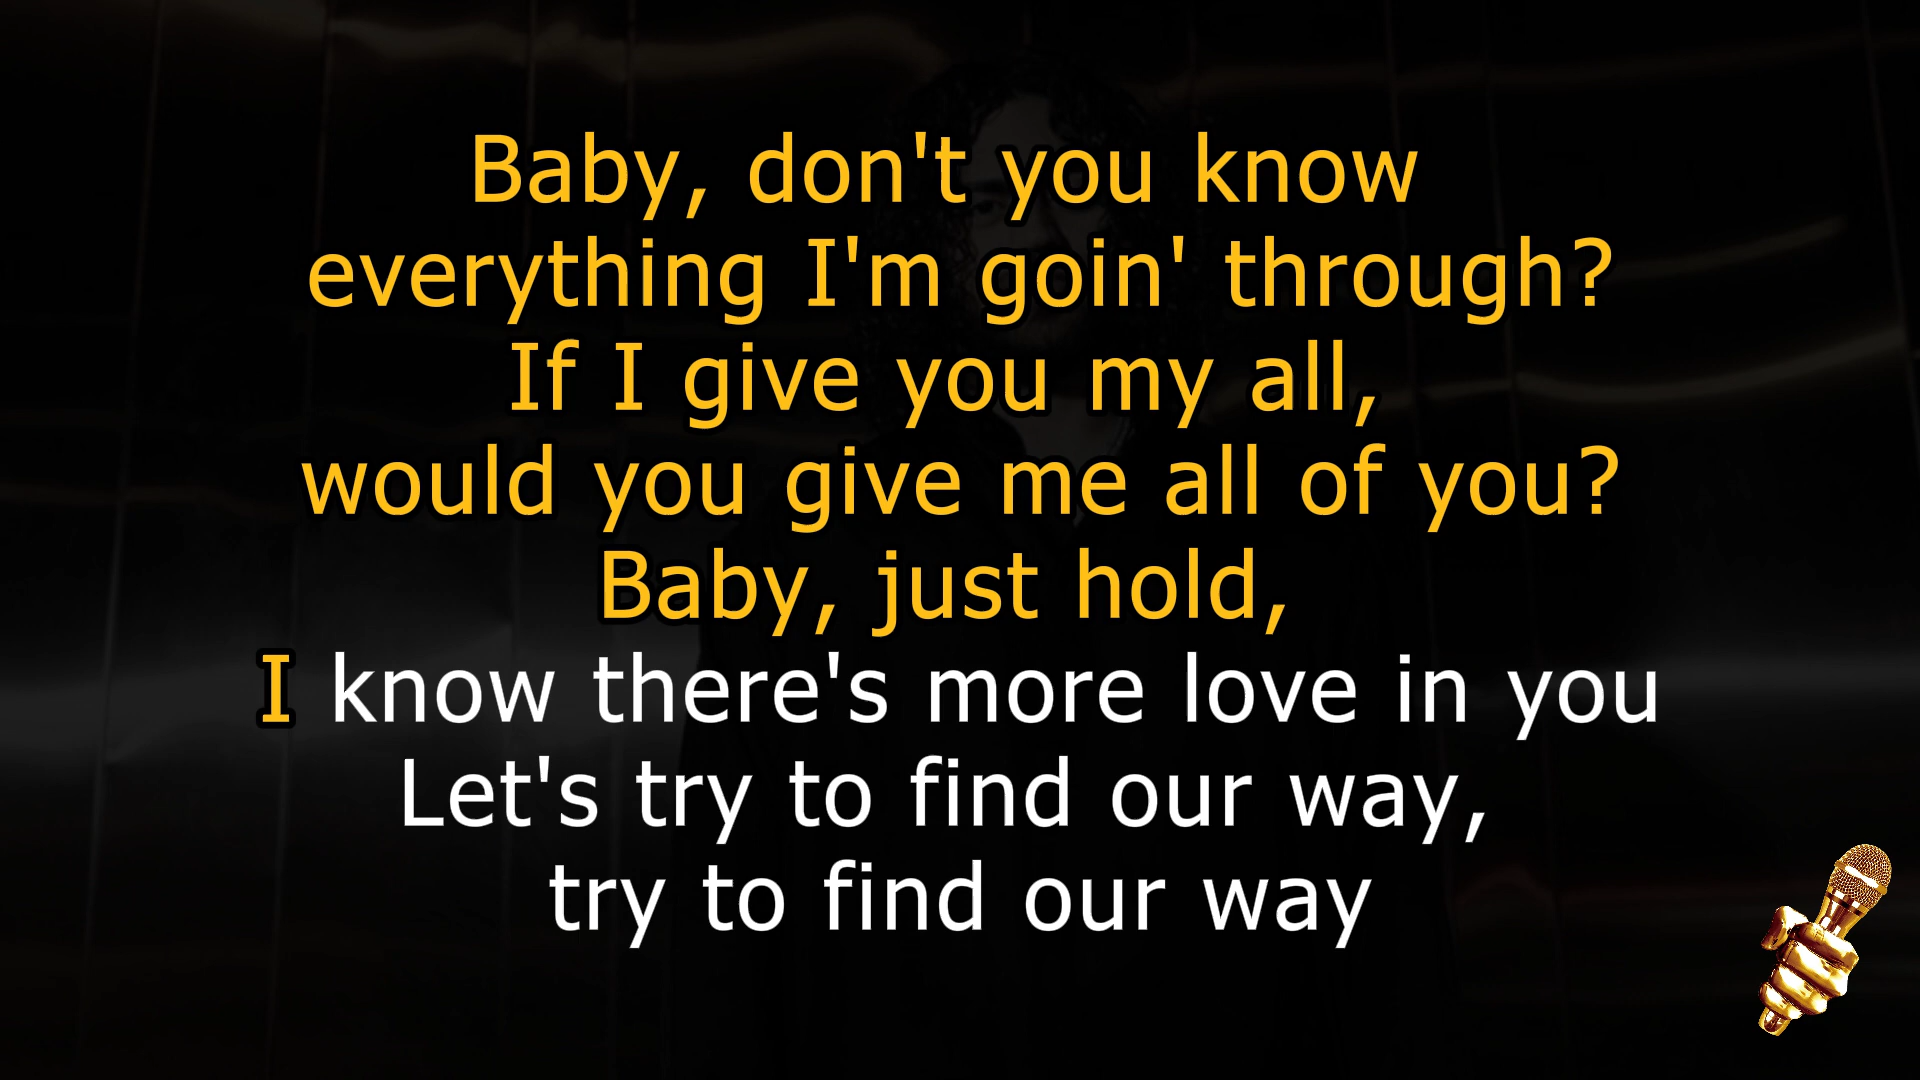 Baby, don't you know
everything I'm goin' through?
If I give you my all,
would you give me all of you?
Baby, just hold,
I know there's more love in you
Let's try to find our way,
try to find our way